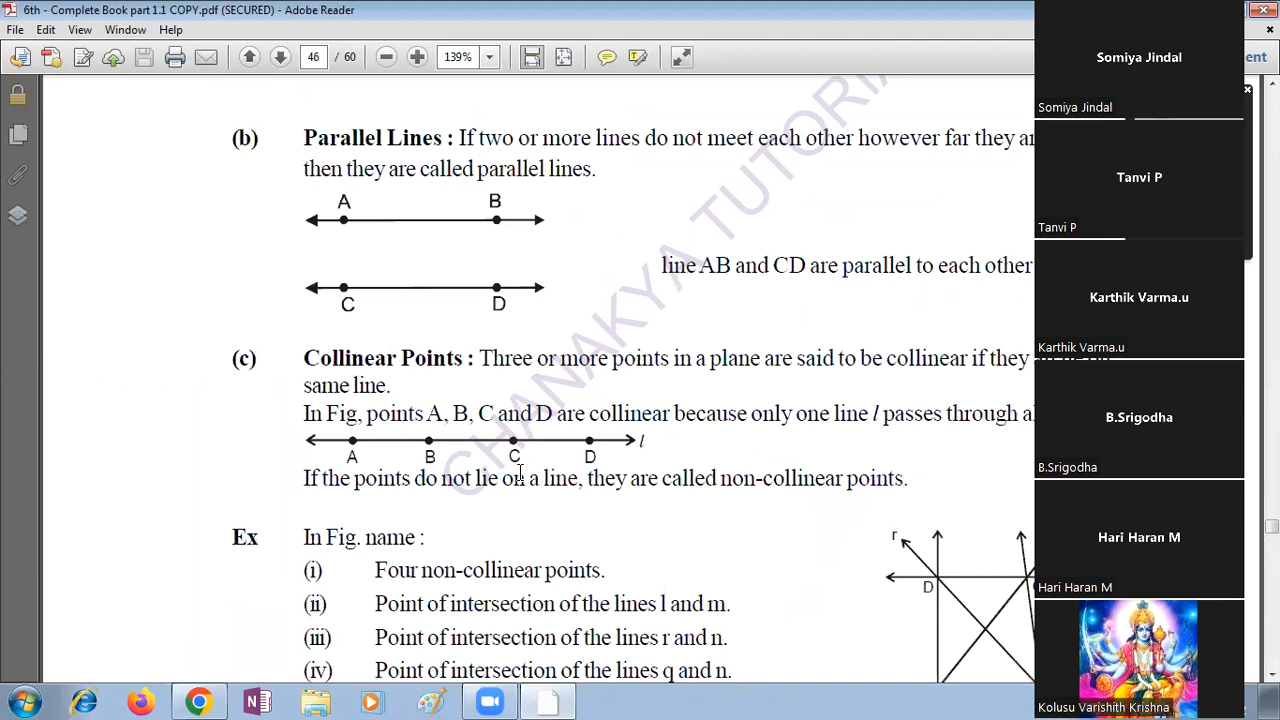 6th - Complete Book part 1.1 COPY.pdf (SECURED) - Adobe Reader
File Edit View Window Help
46 / 60 139%
(b) Parallel Lines : If two or more lines do not meet each other however far they
then they are called parallel lines.
A B
line AB and CD are parallel to each other
C D
(c) Collinear Points : Three or more points in a plane are said to be collinear if they
same line.
In Fig, points A, B, C and D are collinear because only one line l passes through
l
A B C D
If the points do not lie on a line, they are called non-collinear points.
Ex In Fig. name :
(i) Four non-collinear points.
(ii) Point of intersection of the lines l and m.
(iii) Point of intersection of the lines r and n.
(iv) Point of intersection of the lines q and n.
r
D
CHANAKYA TUTORIA
Somiya Jindal
Somiya Jindal
Tanvi P
Tanvi P
Karthik Varma.u
Karthik Varma.u
B.Srigodha
B.Srigodha
Hari Haran M
Hari Haran M
Kolusu Varishith Krishna